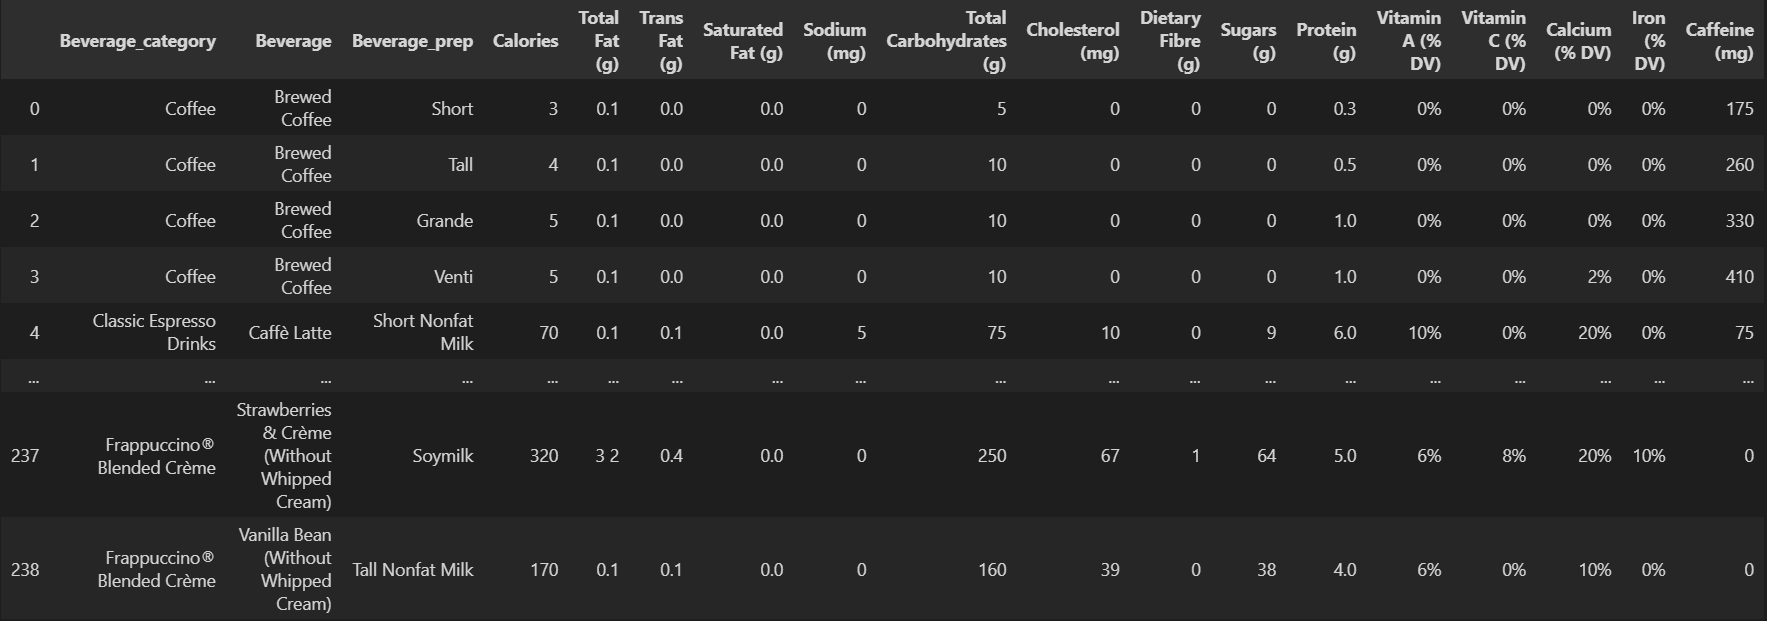 Beverage_category Beverage Beverage_prep Calories Total Fat (g) Trans Fat (g) Saturated Fat (g) Sodium (mg) Total Carbohydrates (g) Cholesterol (mg) Dietary Fibre (g) Sugars (g) Protein (g) Vitamin A (% DV) Vitamin C (% DV) Calcium (% DV) Iron (% DV) Caffeine (mg)
0 Coffee Brewed Coffee Short 3 0.1 0.0 0.0 0 5 0 0 0 0.3 0% 0% 0% 0% 175
1 Coffee Brewed Coffee Tall 4 0.1 0.0 0.0 0 10 0 0 0 0.5 0% 0% 0% 0% 260
2 Coffee Brewed Coffee Grande 5 0.1 0.0 0.0 0 10 0 0 0 1.0 0% 0% 0% 0% 330
3 Coffee Brewed Coffee Venti 5 0.1 0.0 0.0 0 10 0 0 0 1.0 0% 0% 2% 0% 410
4 Classic Espresso Drinks Caffè Latte Short Nonfat Milk 70 0.1 0.1 0.0 5 75 10 0 9 6.0 10% 0% 20% 0% 75
... ... ... ... ... ... ... ... ... ... ... ... ... ... ... ... ... ... ...
237 Frappuccino® Blended Crème Strawberries & Crème (Without Whipped Cream) Soymilk 320 3 2 0.4 0.0 0 250 67 1 64 5.0 6% 8% 20% 10% 0
238 Frappuccino® Blended Crème Vanilla Bean (Without Whipped Cream) Tall Nonfat Milk 170 0.1 0.1 0.0 0 160 39 0 38 4.0 6% 0% 10% 0% 0